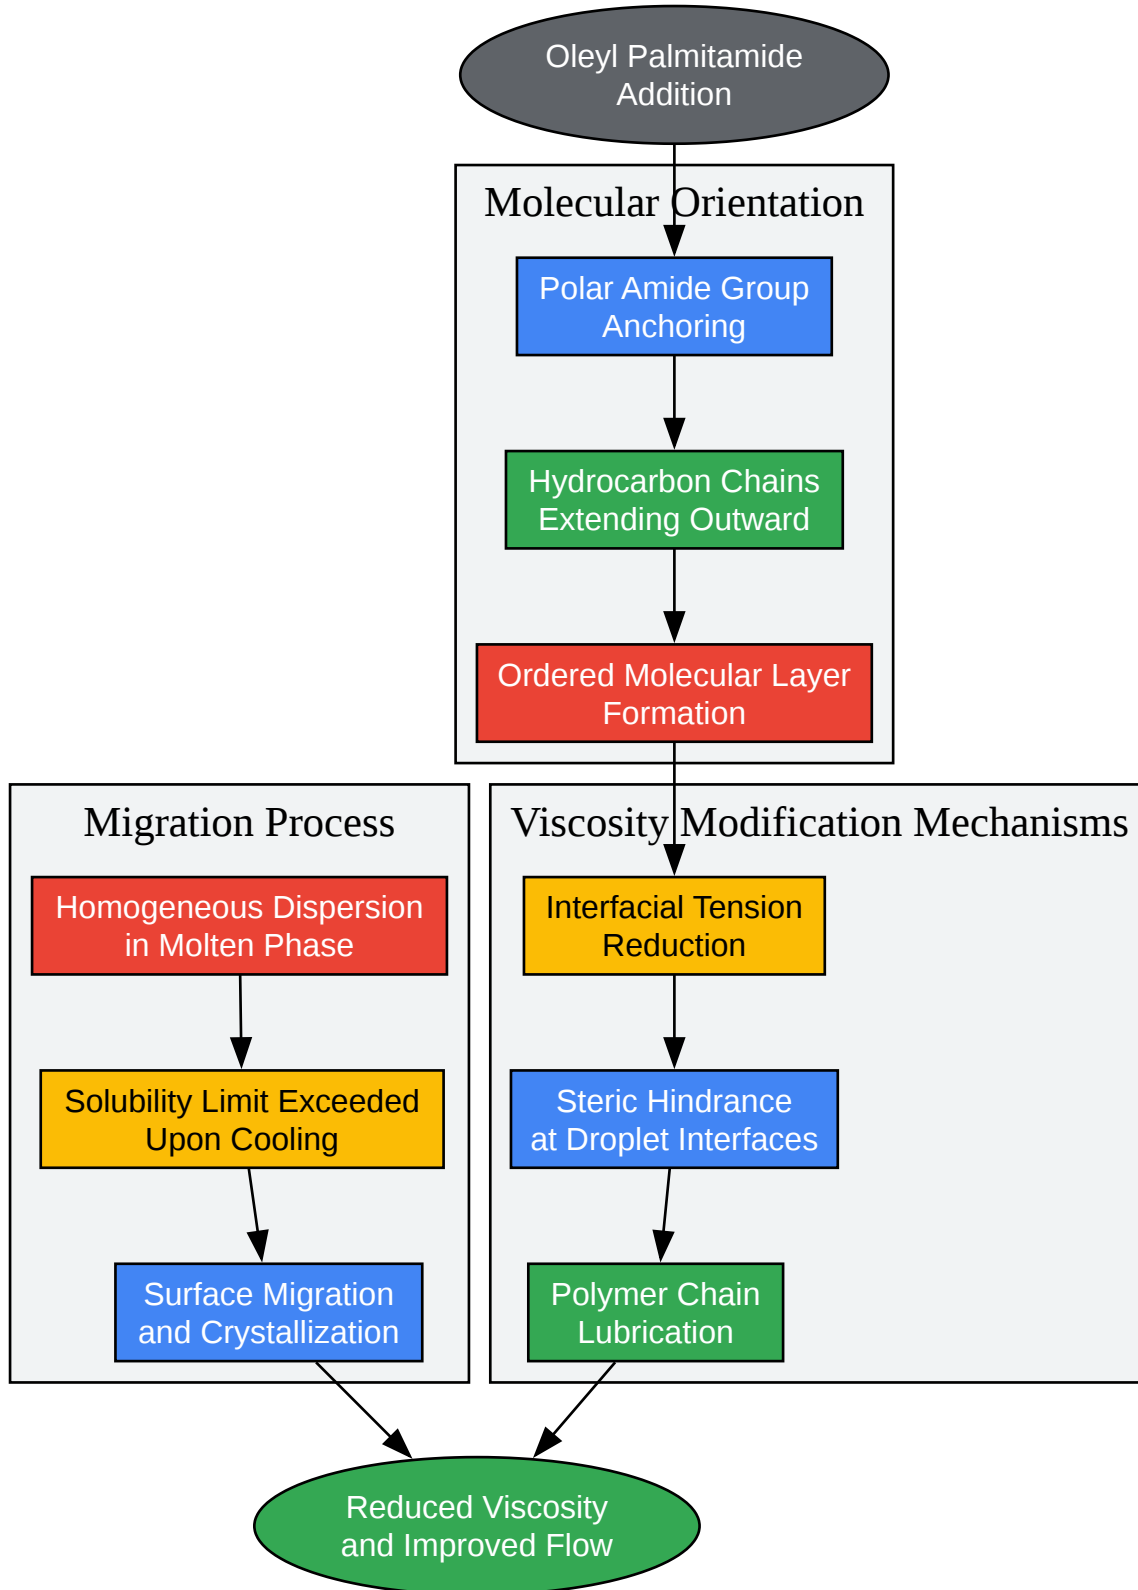 Oleyl Palmitamide
Addition
Molecular Orientation
Polar Amide Group
Anchoring
Hydrocarbon Chains
Extending Outward
Ordered Molecular Layer
Formation
Migration Process
Homogeneous Dispersion
in Molten Phase
Solubility Limit Exceeded
Upon Cooling
Surface Migration
and Crystallization
Viscosity Modification Mechanisms
Interfacial Tension
Reduction
Steric Hindrance
at Droplet Interfaces
Polymer Chain
Lubrication
Reduced Viscosity
and Improved Flow